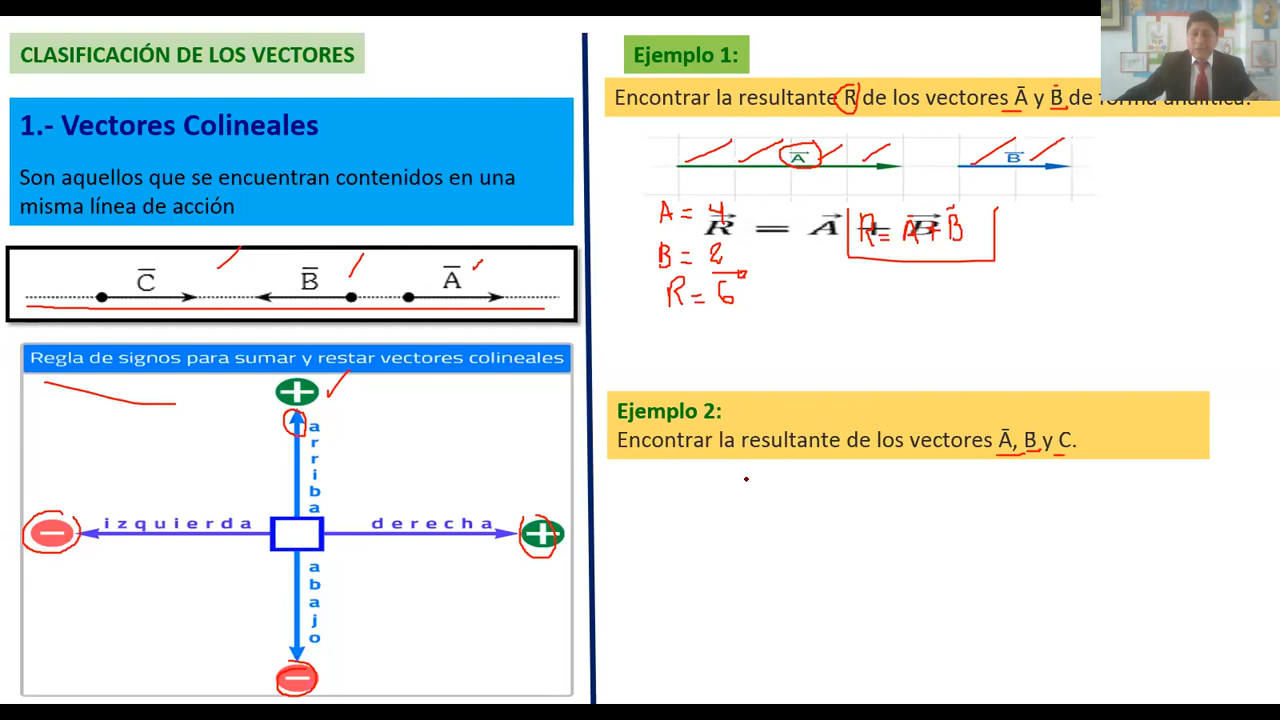 CLASIFICACIÓN DE LOS VECTORES
1.- Vectores Colineales
Son aquellos que se encuentran contenidos en una
misma línea de acción
C̅ B̅ A̅
Regla de signos para sumar y restar vectores colineales
+
arriba
− izquierda derecha +
abajo
−
Ejemplo 1:
Encontrar la resultante R de los vectores Ā y B̄ de forma analítica.
A⃗ B⃗
R⃗ = A⃗ + B⃗
R = A⃗ + B⃗
A = 4
B = 2
R = 6
Ejemplo 2:
Encontrar la resultante de los vectores Ā, B y C.